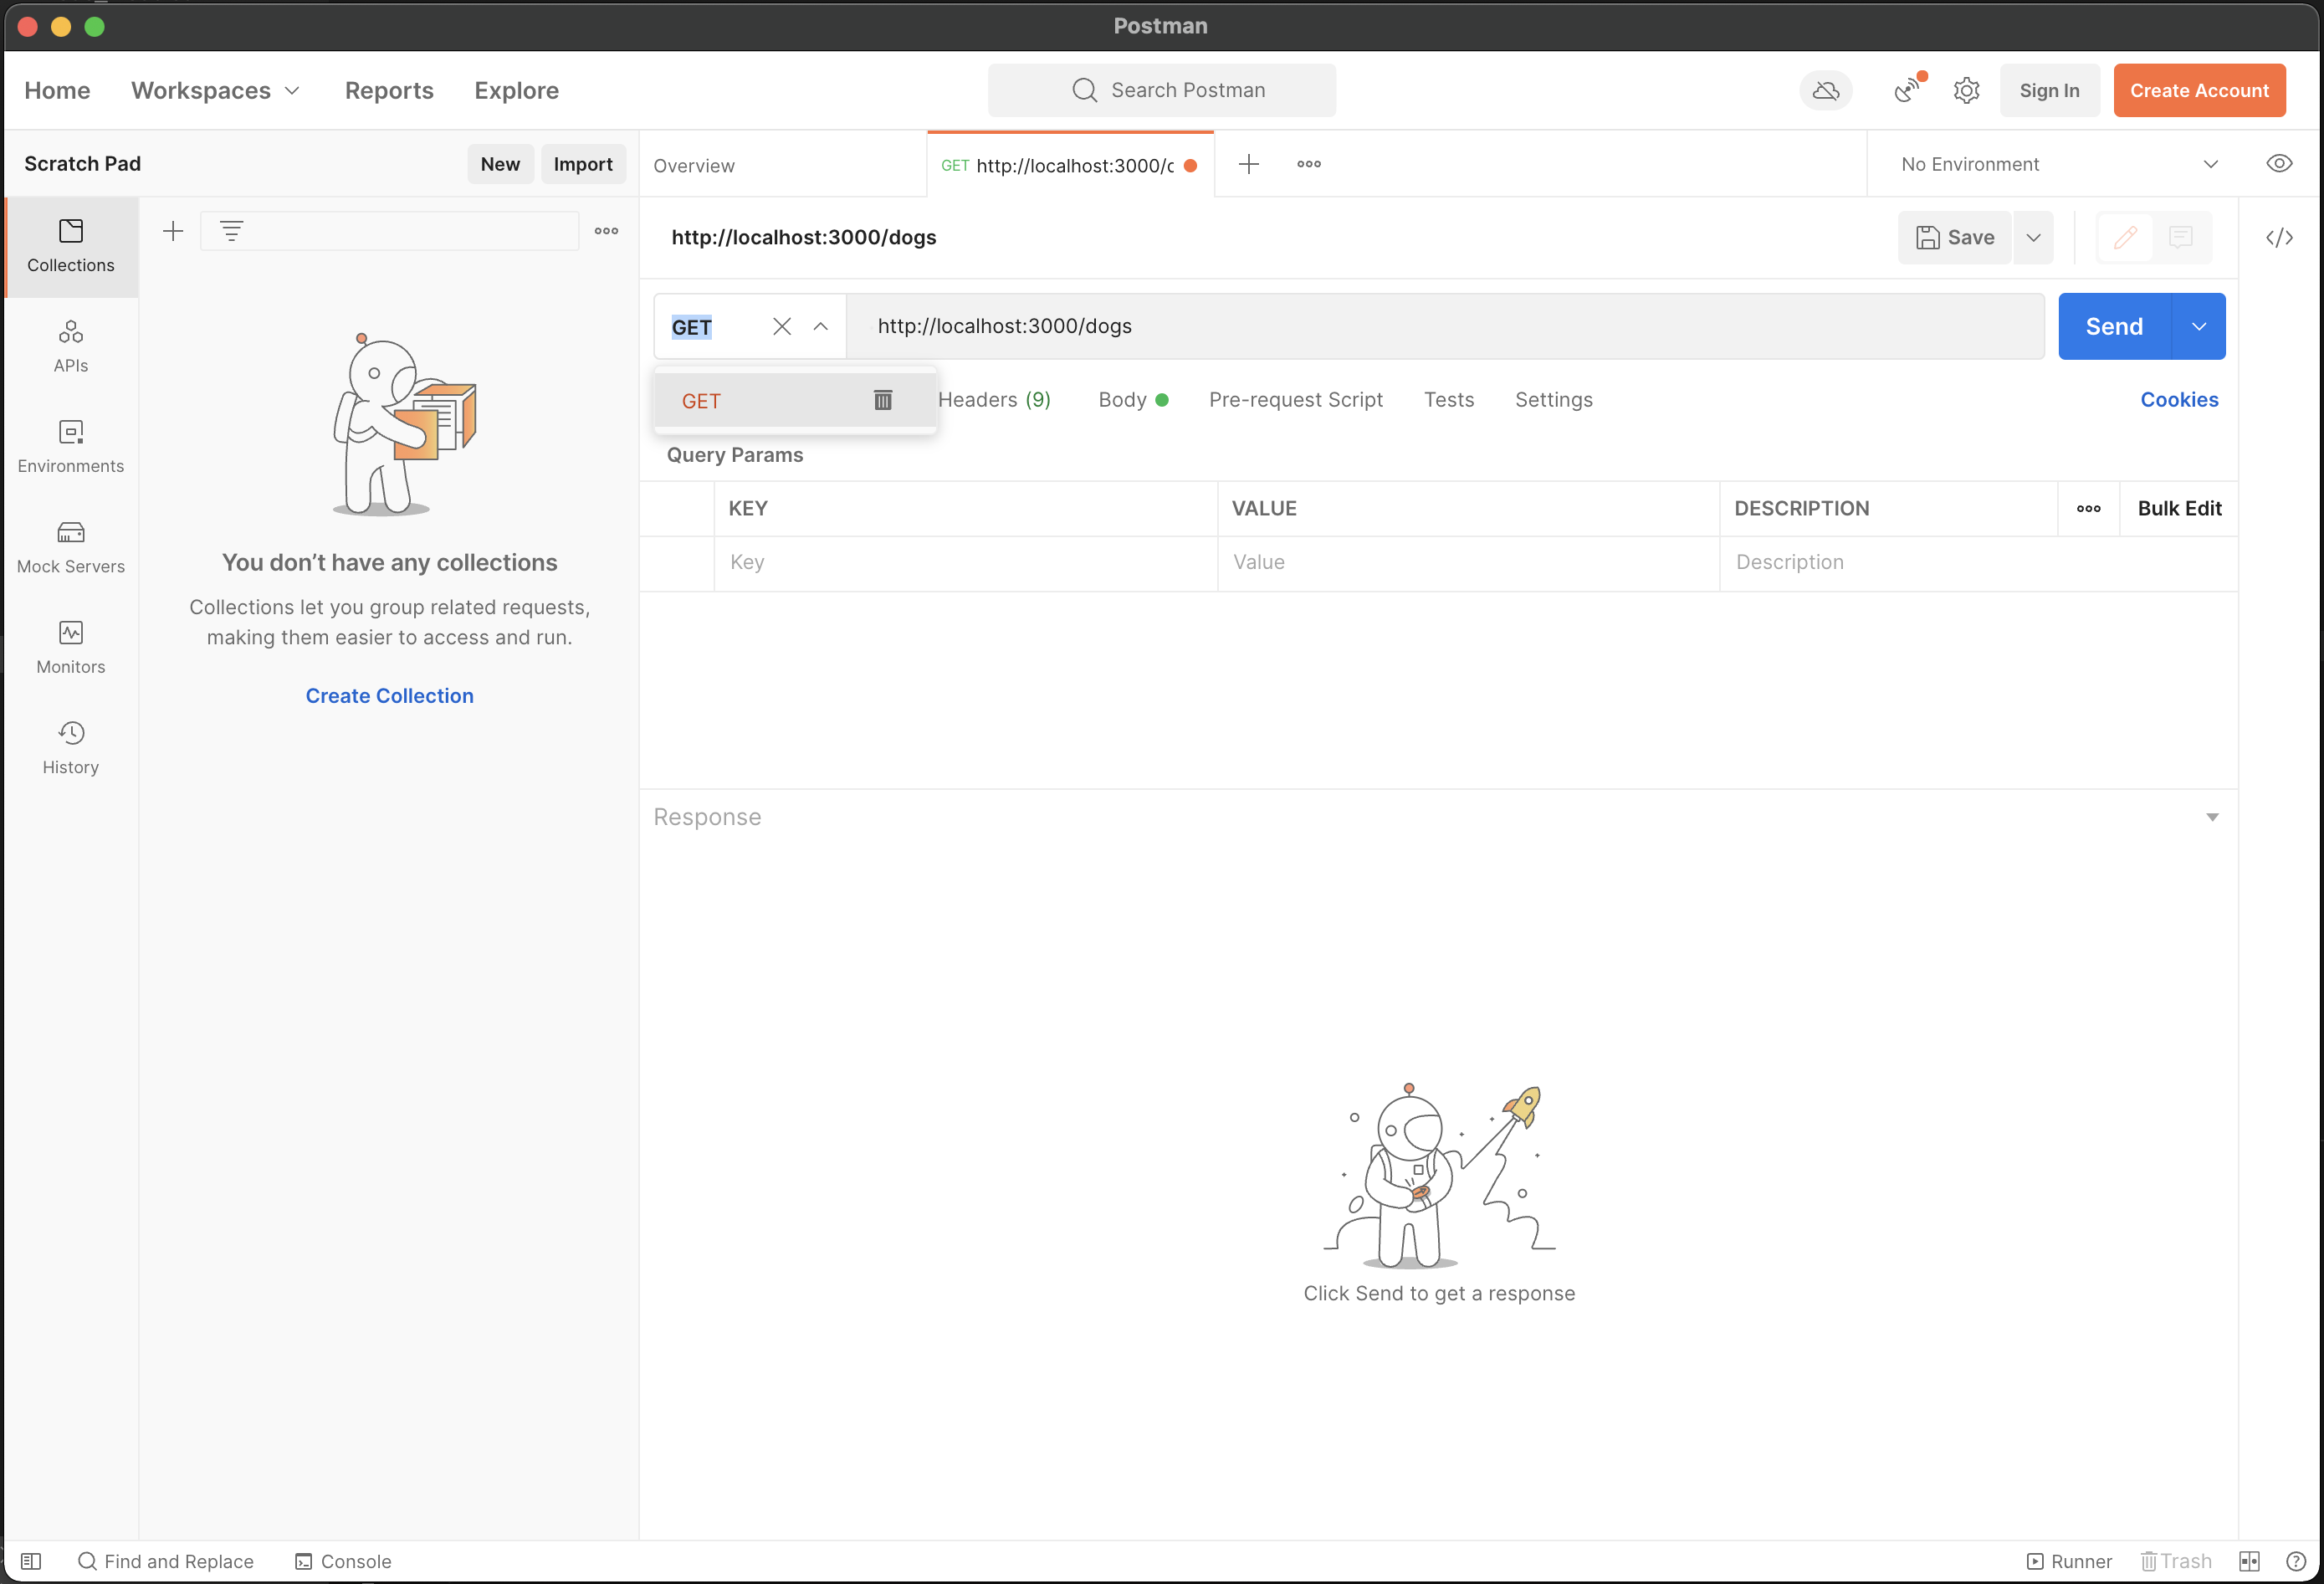 Postman
Home Workspaces Reports Explore
Search Postman
Sign In Create Account
Scratch Pad New Import
Overview GET http://localhost:3000/
No Environment
Collections
APIs
Environments
Mock Servers
Monitors
History
You don’t have any collections
Collections let you group related requests,
making them easier to access and run.
Create Collection
http://localhost:3000/dogs
Save
GET http://localhost:3000/dogs Send
GET
Headers (9) Body Pre-request Script Tests Settings Cookies
Query Params
KEY VALUE DESCRIPTION Bulk Edit
Key Value Description
Response
Click Send to get a response
Find and Replace Console
Runner Trash